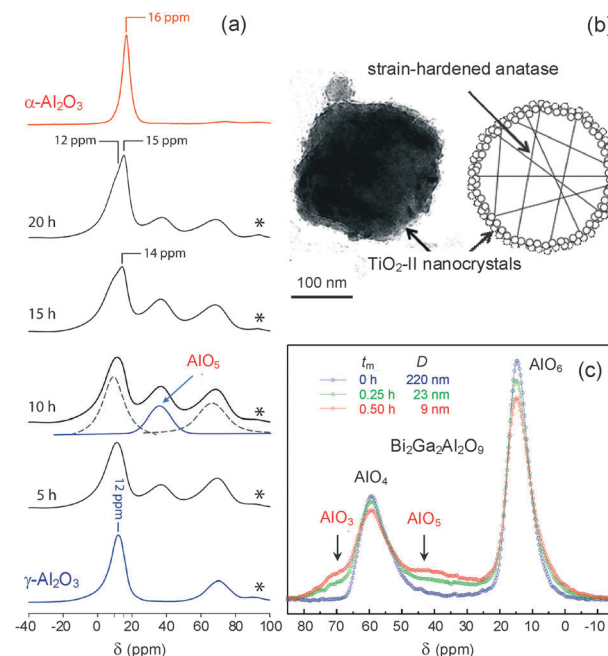 (a)
16 ppm
α-Al₂O₃
12 ppm
15 ppm
20 h
*
14 ppm
15 h
*
AlO₅
10 h
*
5 h
*
12 ppm
γ-Al₂O₃
*
-40 -20 0 20 40 60 80 100
δ (ppm)
(b)
strain-hardened anatase
TiO₂-II nanocrystals
100 nm
(c)
tₘ D
0 h 220 nm
0.25 h 23 nm
0.50 h 9 nm
AlO₆
Bi₂Ga₂Al₂O₉
AlO₄
AlO₃
AlO₅
80 70 60 50 40 30 20 10 0 -10
δ (ppm)